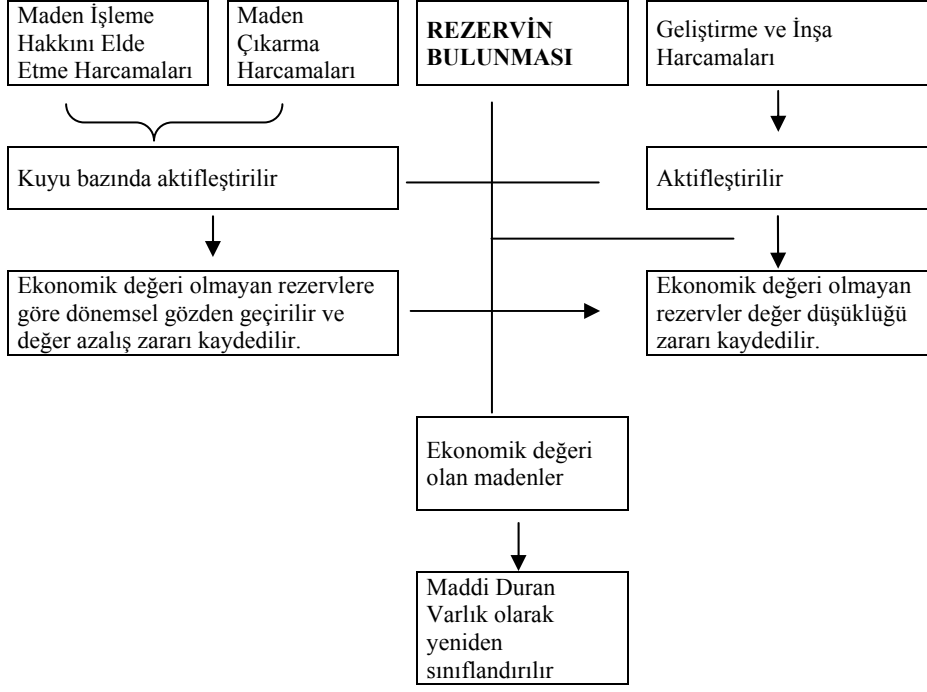 Maden İşleme
Hakkını Elde
Etme Harcamaları
Maden
Çıkarma
Harcamaları
REZERVİN
BULUNMASI
Geliştirme ve İnşa
Harcamaları
Kuyu bazında aktifleştirilir
Aktifleştirilir
Ekonomik değeri olmayan rezervlere
göre dönemsel gözden geçirilir ve
değer azalış zararı kaydedilir.
Ekonomik değeri olmayan
rezervler değer düşüklüğü
zararı kaydedilir.
Ekonomik değeri
olan madenler
Maddi Duran
Varlık olarak
yeniden
sınıflandırılır